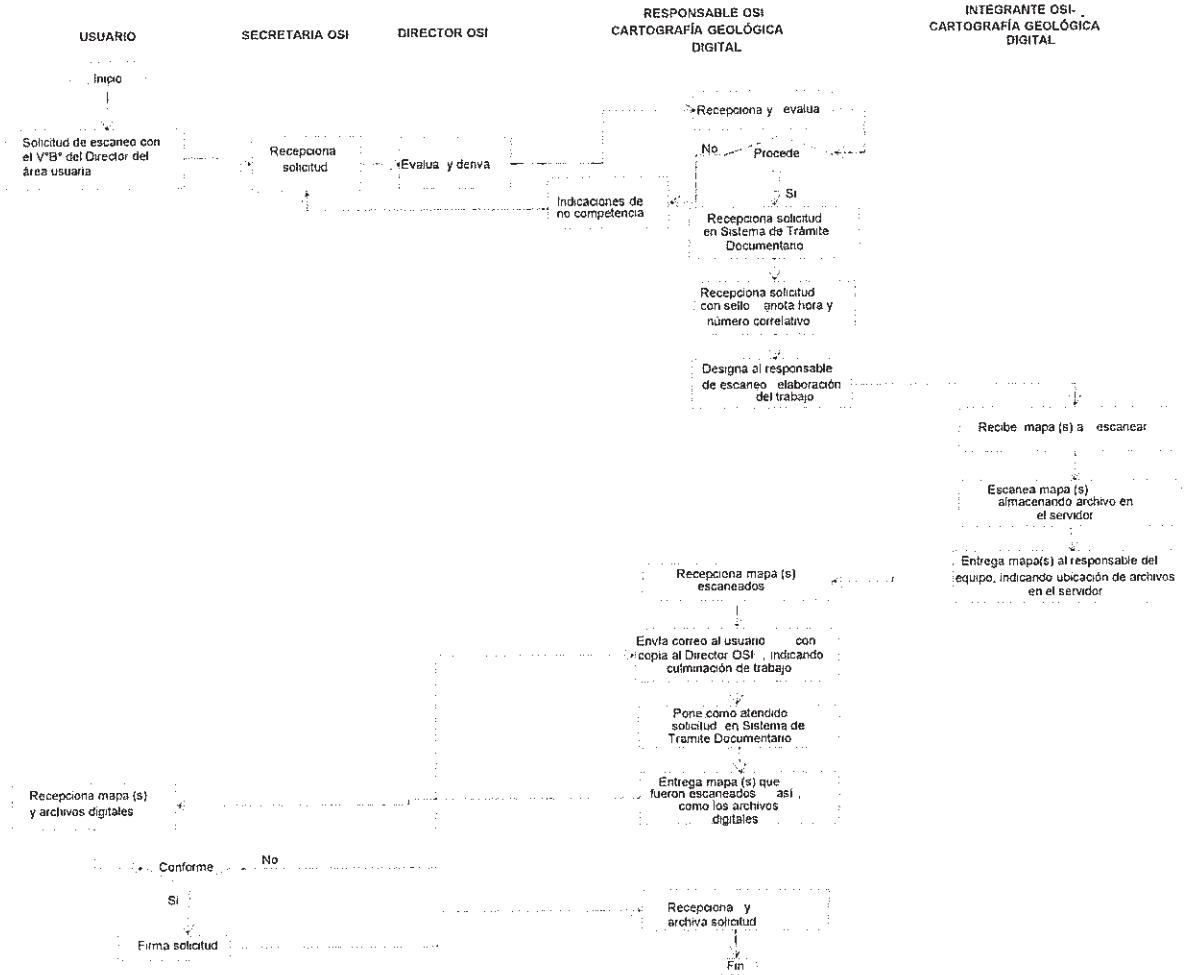 USUARIO
SECRETARIA OSI
DIRECTOR OSI
RESPONSABLE OSI
CARTOGRAFÍA GEOLÓGICA
DIGITAL
INTEGRANTE OSI-
CARTOGRAFÍA GEOLÓGICA
DIGITAL
Inicio
Solicitud de escaneo con
el V°B° del Director del
área usuaria
Recepciona
solicitud
Evalua y deriva
Recepciona y evalua
No
Procede
Si
Indicaciones de
no competencia
Recepciona solicitud
en Sistema de Trámite
Documentario
Recepciona solicitud
con sello anota hora y
número correlativo
Designa al responsable
de escaneo elaboración
del trabajo
Recibe mapa (s) a escanear
Escanea mapa (s)
almacenando archivo en
el servidor
Entrega mapa(s) al responsable del
equipo, indicando ubicación de archivos
en el servidor
Recepciona mapa (s)
escaneados
Envía correo al usuario con
copia al Director OSI , indicando
culminación de trabajo
Pone como atendido
solicitud en Sistema de
Tramite Documentario
Entrega mapa (s) que
fueron escaneados así ,
como los archivos
digitales
Recepciona mapa (s)
y archivos digitales
Conforme
No
Si
Firma solicitud
Recepciona y
archiva solicitud
Fin